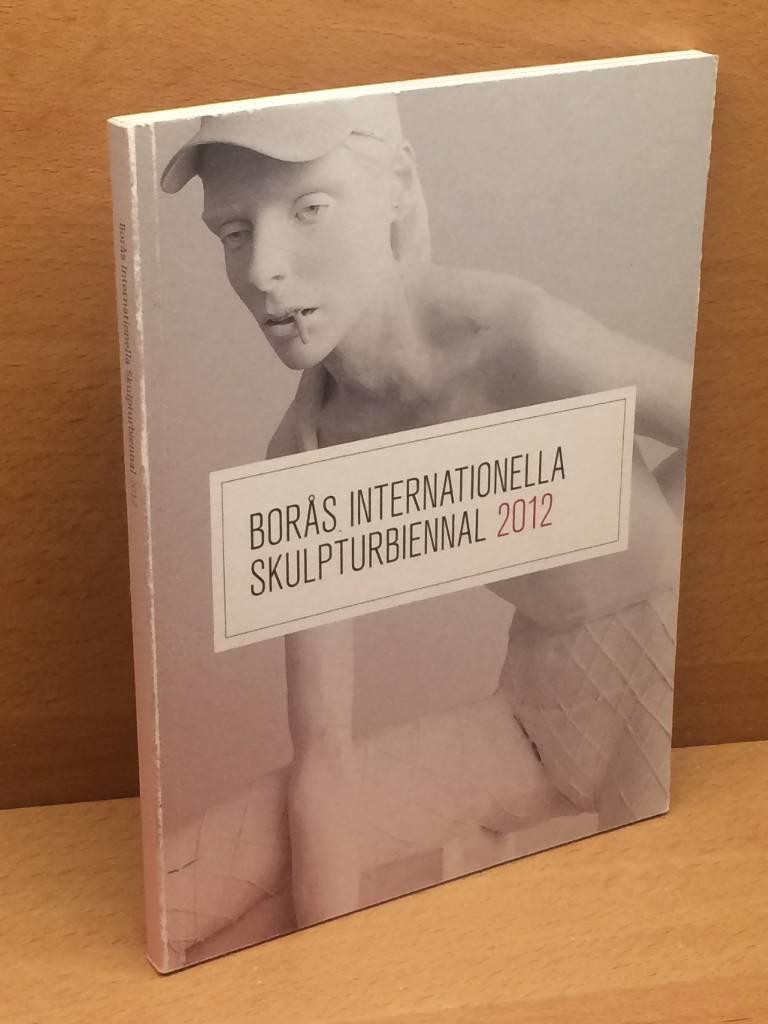 BORÅS INTERNATIONELLA
SKULPTURBIENNAL 2012
Borås Internationella Skulpturbiennal 2012